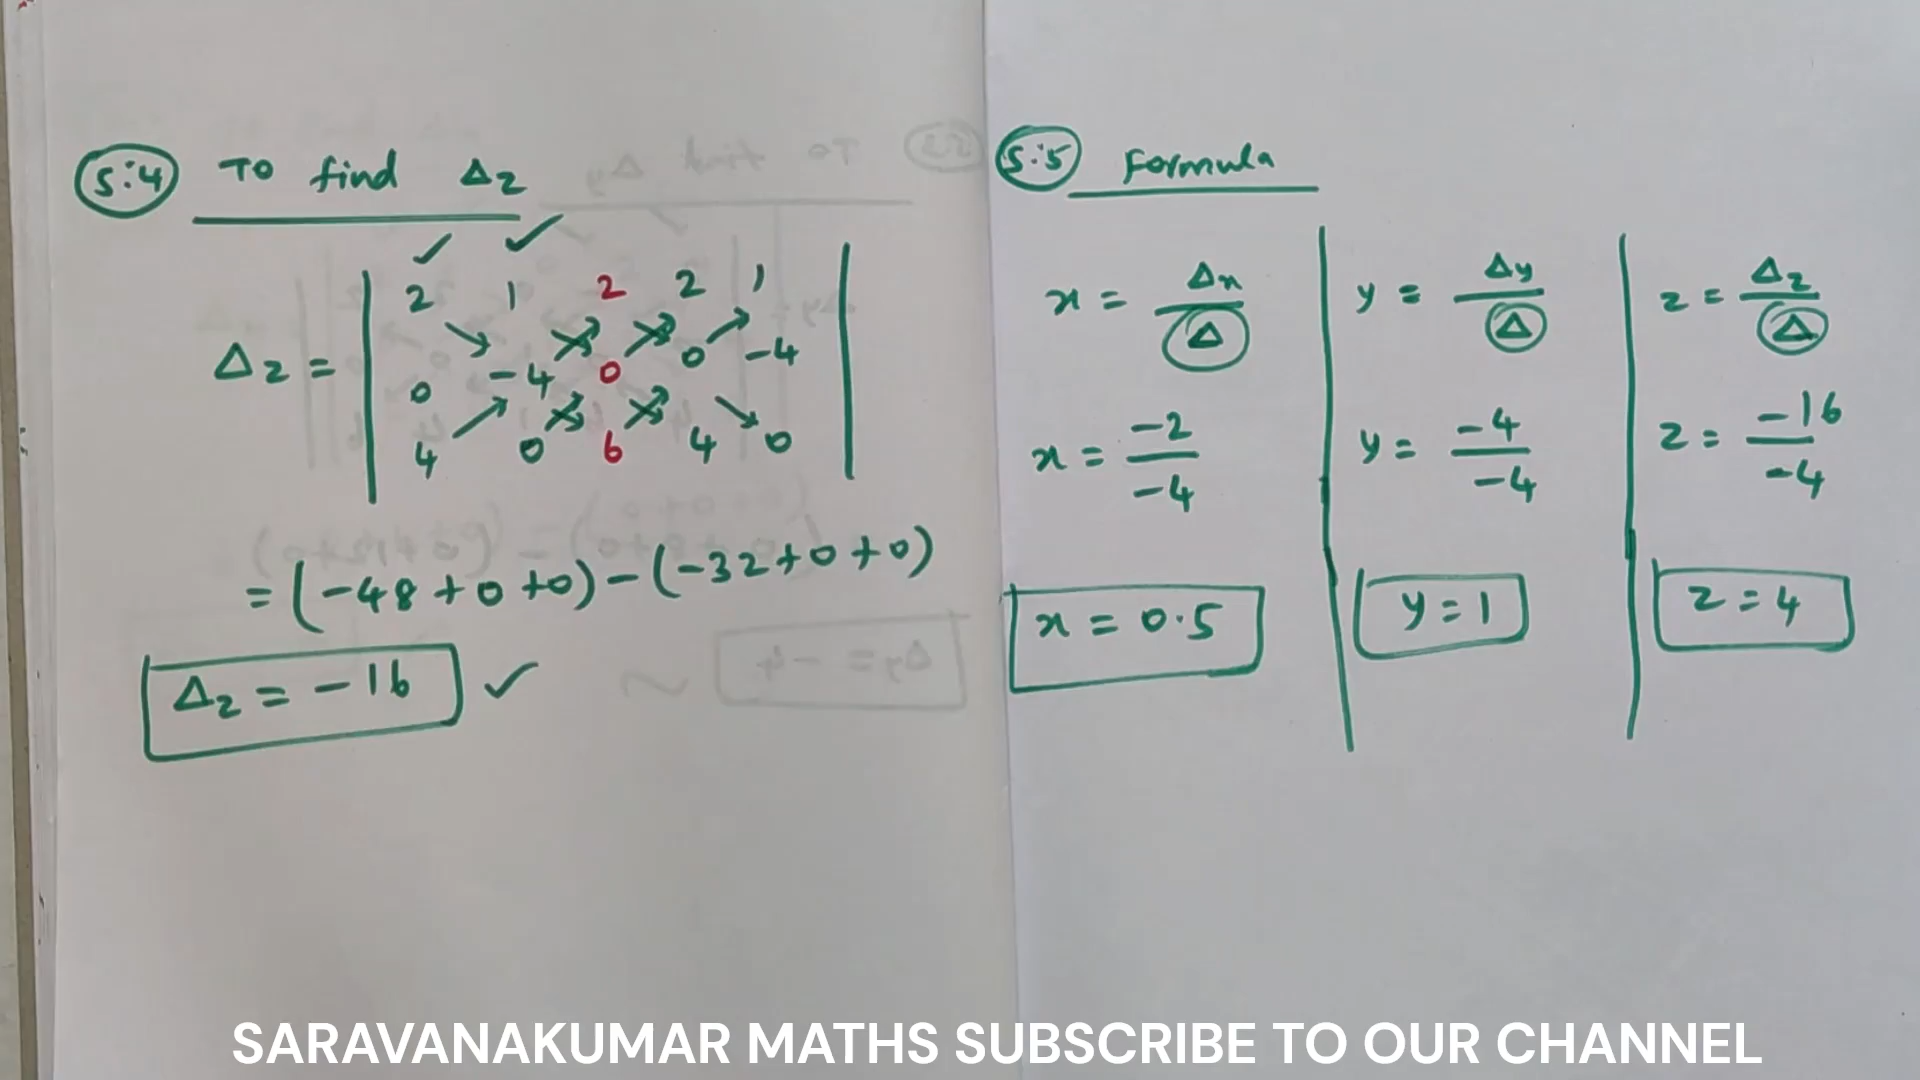 S:4 To find Δz
✓ ✓
2 1 2 2 1
Δz = 0 -4 0 0 -4
4 0 6 4 0
= (-48+0+0)-(-32+0+0)
Δz = -16 ✓
S:5 Formula
x = Δx/Δ
x = -2/-4
x = 0.5
y = Δy/Δ
y = -4/-4
y = 1
z = Δz/Δ
z = -16/-4
z = 4
SARAVANAKUMAR MATHS SUBSCRIBE TO OUR CHANNEL